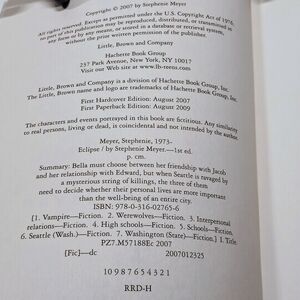 Copyright © 2007 by Stephenie Meyer
All rights reserved. Except as permitted under the U.S. Copyright Act of 1976,
no part of this publication may be reproduced, distributed, or transmitted in
any form or by any means, or stored in a database or retrieval system,
without the prior written permission of the publisher.
Little, Brown and Company
Hachette Book Group
237 Park Avenue, New York, NY 10017
Visit our Web site at www.lb-teens.com
Little, Brown and Company is a division of Hachette Book Group, Inc.
The Little, Brown name and logo are trademarks of Hachette Book Group, Inc.
First Hardcover Edition: August 2007
First Paperback Edition: August 2009
The characters and events portrayed in this book are fictitious. Any similarity
to real persons, living or dead, is coincidental and not intended by the author.
Meyer, Stephenie, 1973-
Eclipse / by Stephenie Meyer.—1st ed.
p. cm.
Summary: Bella must choose between her friendship with Jacob
and her relationship with Edward, but when Seattle is ravaged by
a mysterious string of killings, the three of them
need to decide whether their personal lives are more important
than the well-being of an entire city.
ISBN: 978-0-316-02765-6
[1. Vampires—Fiction. 2. Werewolves—Fiction. 3. Interpersonal
relations—Fiction. 4. High schools—Fiction. 5. Schools—Fiction.
6. Seattle (Wash.)—Fiction. 7. Washington (State)—Fiction.] I. Title
PZ7.M57188Ec 2007
[Fic]—dc 2007012325
10 9 8 7 6 5 4 3 2 1
RRD-H